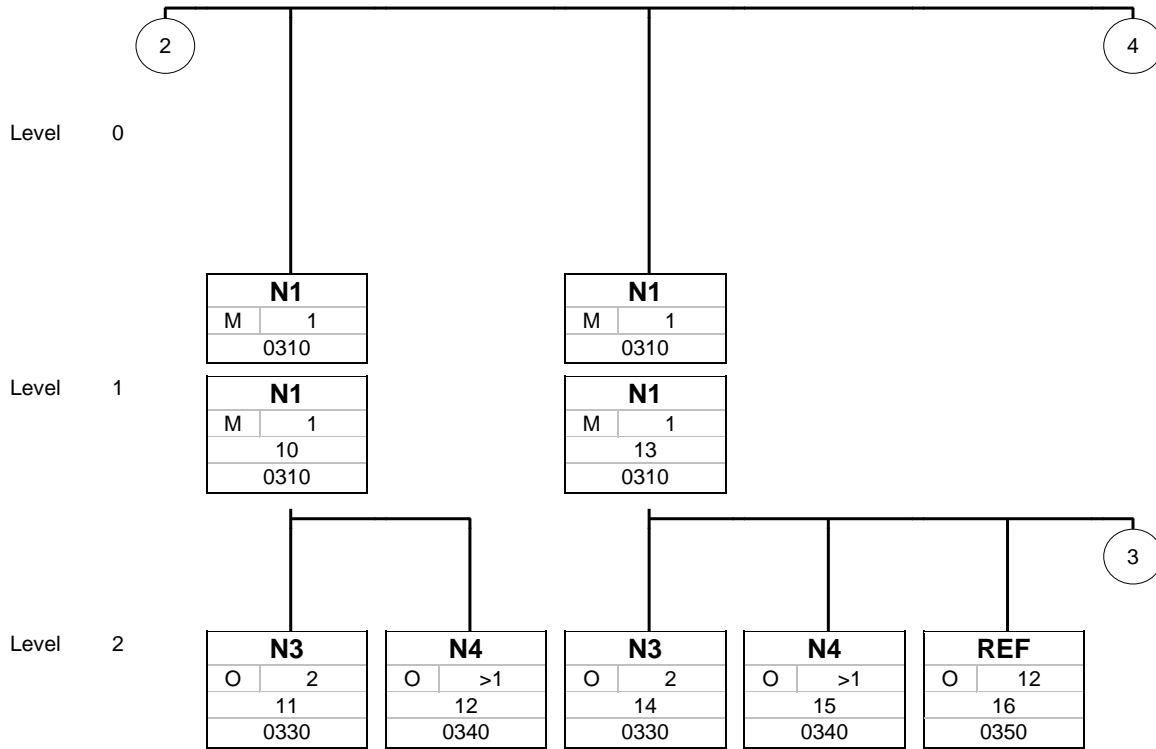 2 4
Level 0
N1 N1
M 1 M 1
0310 0310
Level 1
N1 N1
M 1 M 1
10 13
0310 0310
3
Level 2
N3 N4 N3 N4 REF
O 2 O >1 O 2 O >1 O 12
11 12 14 15 16
0330 0340 0330 0340 0350